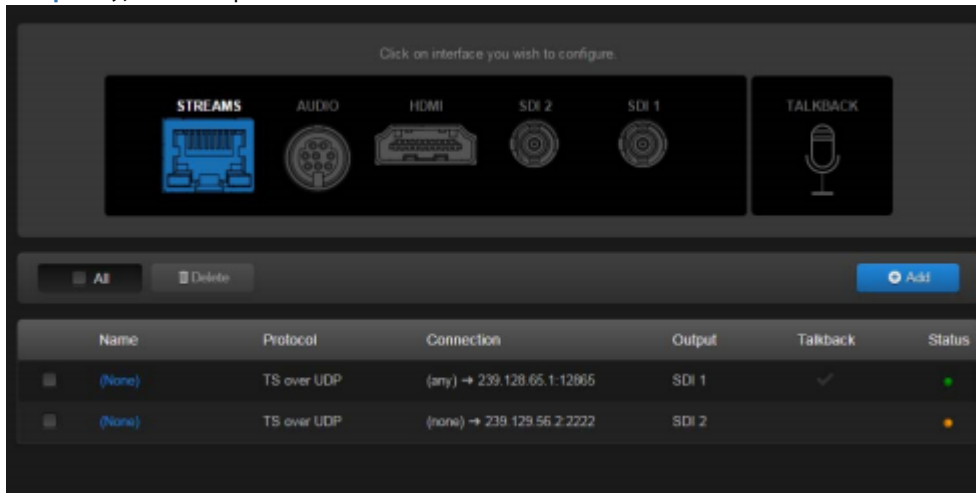 Click on interface you wish to configure.
STREAMS AUDIO HDMI SDI 2 SDI 1 TALKBACK
All Delete Add
Name Protocol Connection Output Talkback Status
(None) TS over UDP (any) → 239.128.65.1:12865 SDI 1
(None) TS over UDP (none) → 239.129.56.2:2222 SDI 2